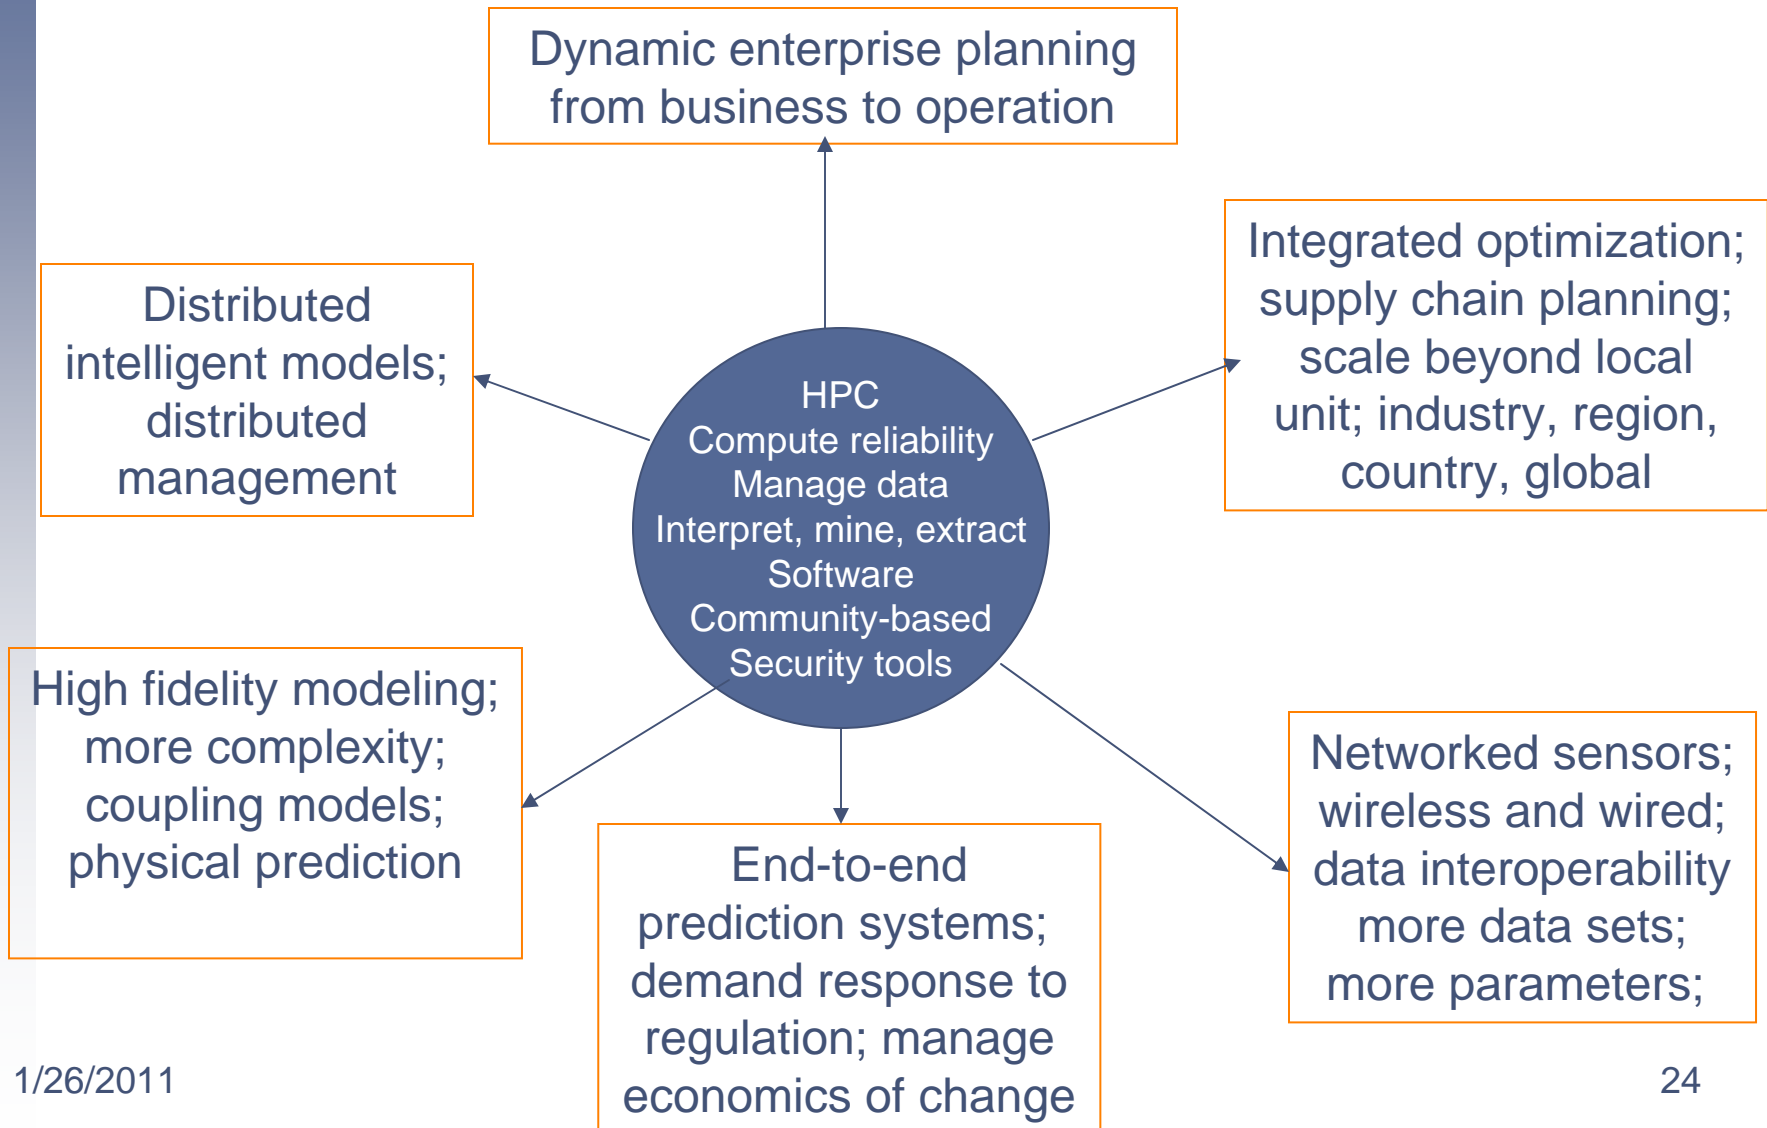 Dynamic enterprise planning
from business to operation
Distributed
intelligent models;
distributed
management
Integrated optimization;
supply chain planning;
scale beyond local
unit; industry, region,
country, global
HPC
Compute reliability
Manage data
Interpret, mine, extract
Software
Community-based
Security tools
High fidelity modeling;
more complexity;
coupling models;
physical prediction
End-to-end
prediction systems;
demand response to
regulation; manage
economics of change
Networked sensors;
wireless and wired;
data interoperability
more data sets;
more parameters;
1/26/2011
24